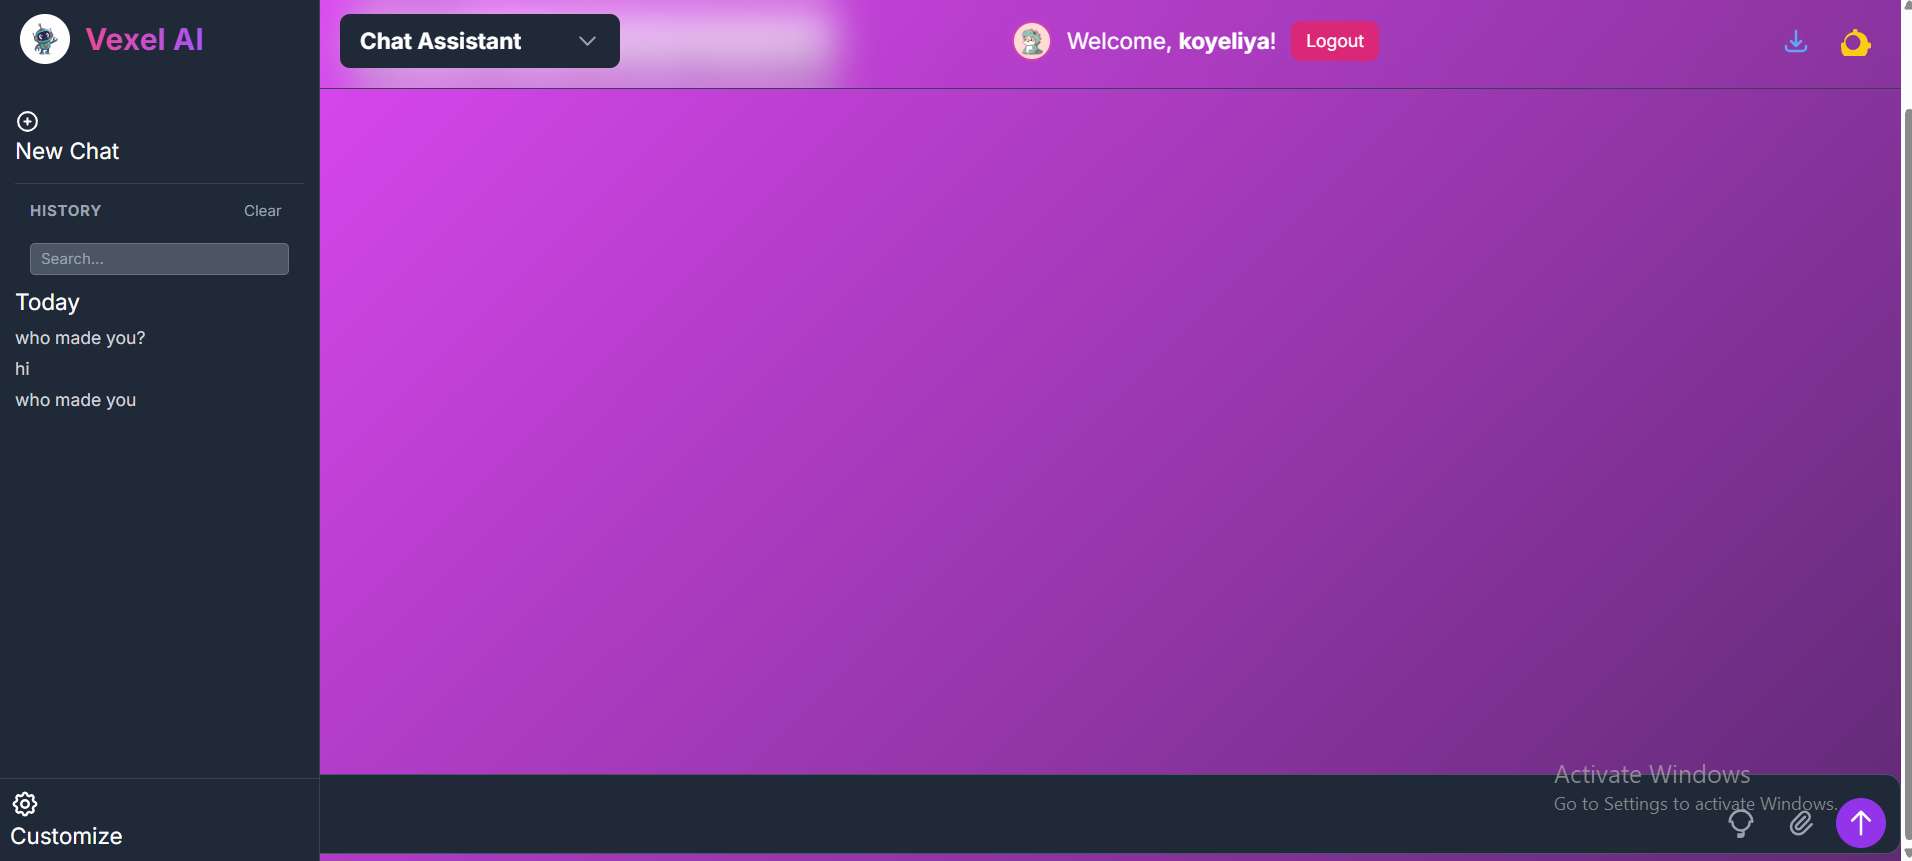 Vexel AI
Chat Assistant
Welcome, koyeliya!
Logout
New Chat
HISTORY
Clear
Search...
Today
who made you?
hi
who made you
Customize
Activate Windows
Go to Settings to activate Windows.